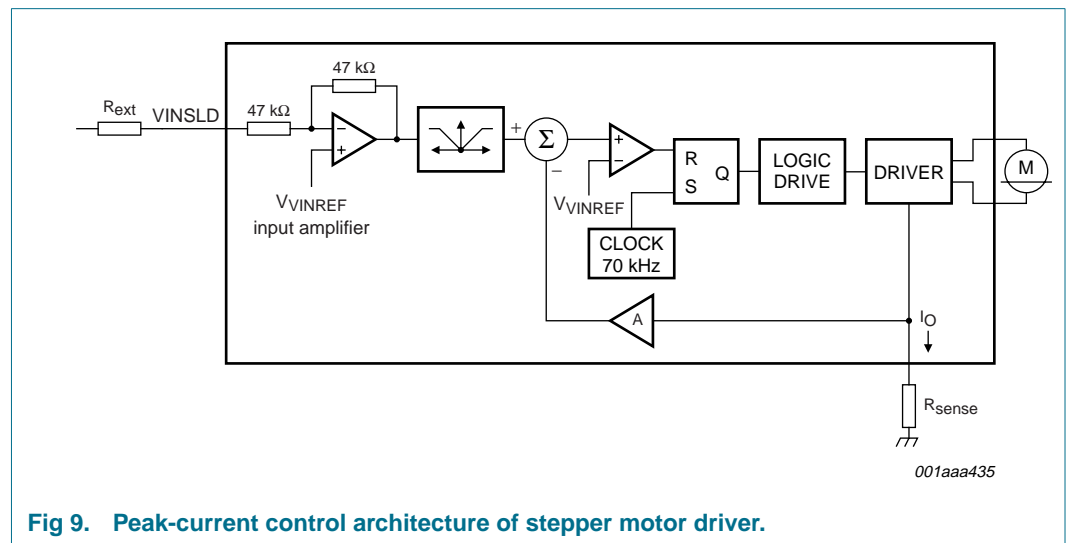 47 kΩ
Rext
VINSLD
47 kΩ
−
+
VVINREF
input amplifier
+
Σ
−
+
−
VVINREF
R
S
Q
CLOCK
70 kHz
LOGIC
DRIVE
DRIVER
M
A
IO
Rsense
001aaa435
Fig 9. Peak-current control architecture of stepper motor driver.